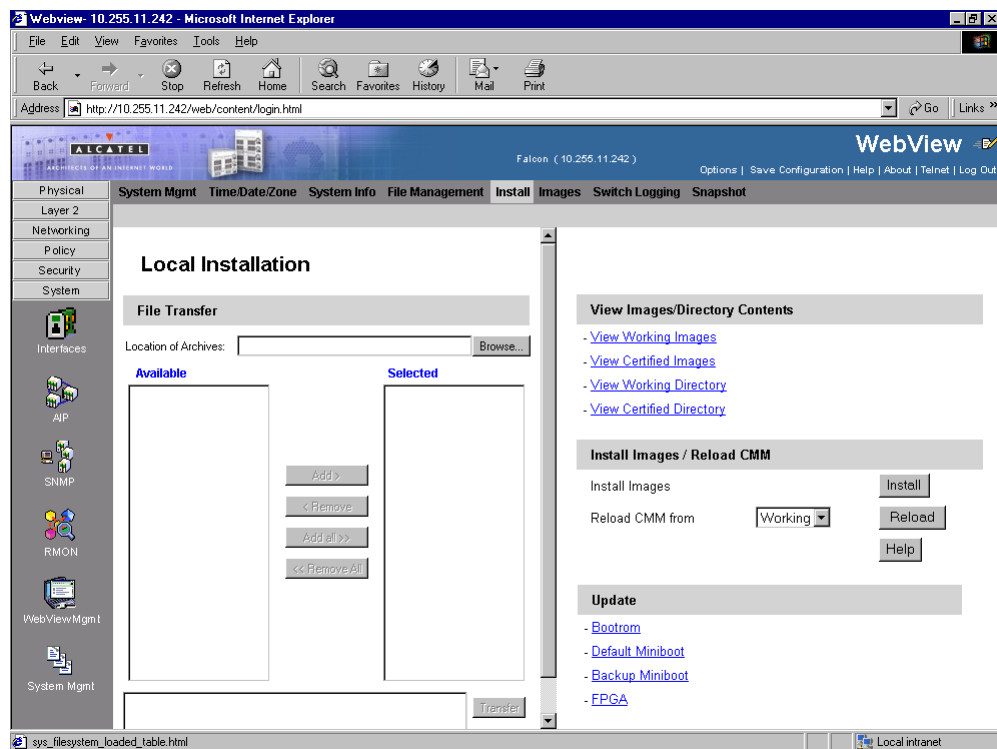 Webview- 10.255.11.242 - Microsoft Internet Explorer
File Edit View Favorites Tools Help
Back Forward Stop Refresh Home Search Favorites History Mail Print
Address http://10.255.11.242/web/content/login.html Go Links »
ALCATEL
ARCHITECTS OF AN INTERNET WORLD
Falcon ( 10.255.11.242 )
WebView
Options | Save Configuration | Help | About | Telnet | Log Out
Physical
Layer 2
Networking
Policy
Security
System
Interfaces
AIP
SNMP
RMON
WebViewMgmt
System Mgmt
System Mgmt Time/Date/Zone System Info File Management Install Images Switch Logging Snapshot
Local Installation
File Transfer
Location of Archives: Browse...
Available Selected
Add >
< Remove
Add all >>
<< Remove All
Transfer
View Images/Directory Contents
- View Working Images
- View Certified Images
- View Working Directory
- View Certified Directory
Install Images / Reload CMM
Install Images Install
Reload CMM from Working Reload
Help
Update
- Bootrom
- Default Miniboot
- Backup Miniboot
- FPGA
sys_filesystem_loaded_table.html Local intranet